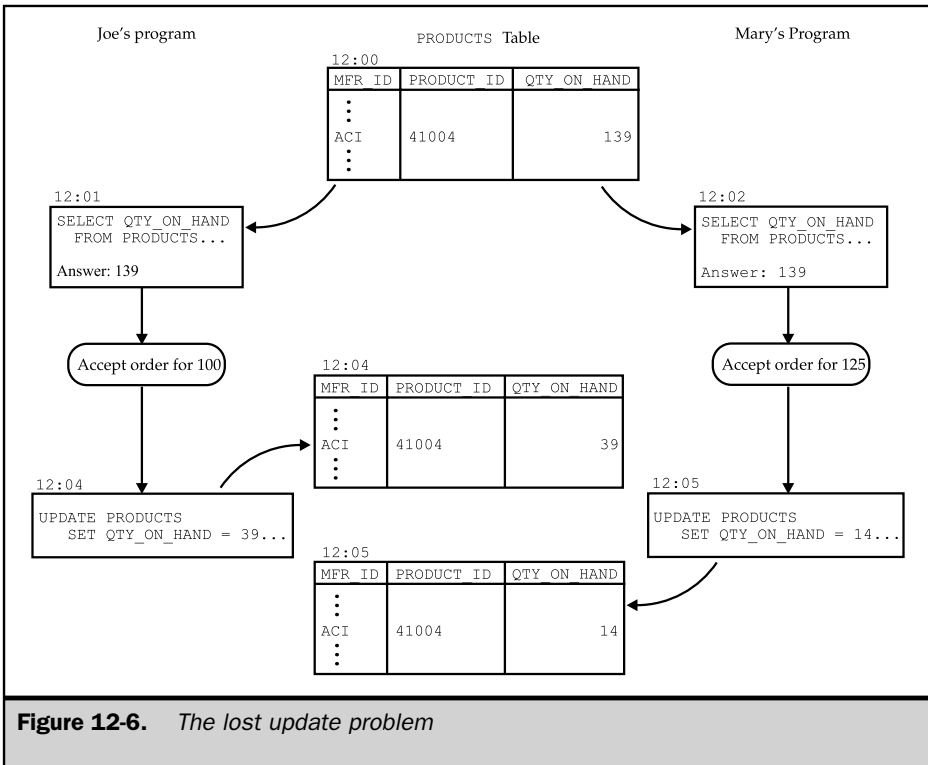 Joe's program
PRODUCTS Table
Mary's Program
12:00
MFR_ID PRODUCT_ID QTY_ON_HAND
ACI 41004 139
12:01
SELECT QTY_ON_HAND
FROM PRODUCTS...
Answer: 139
12:02
SELECT QTY_ON_HAND
FROM PRODUCTS...
Answer: 139
Accept order for 100
Accept order for 125
12:04
MFR_ID PRODUCT_ID QTY_ON_HAND
ACI 41004 39
12:04
UPDATE PRODUCTS
SET QTY_ON_HAND = 39...
12:05
UPDATE PRODUCTS
SET QTY_ON_HAND = 14...
12:05
MFR_ID PRODUCT_ID QTY_ON_HAND
ACI 41004 14
Figure 12-6. The lost update problem